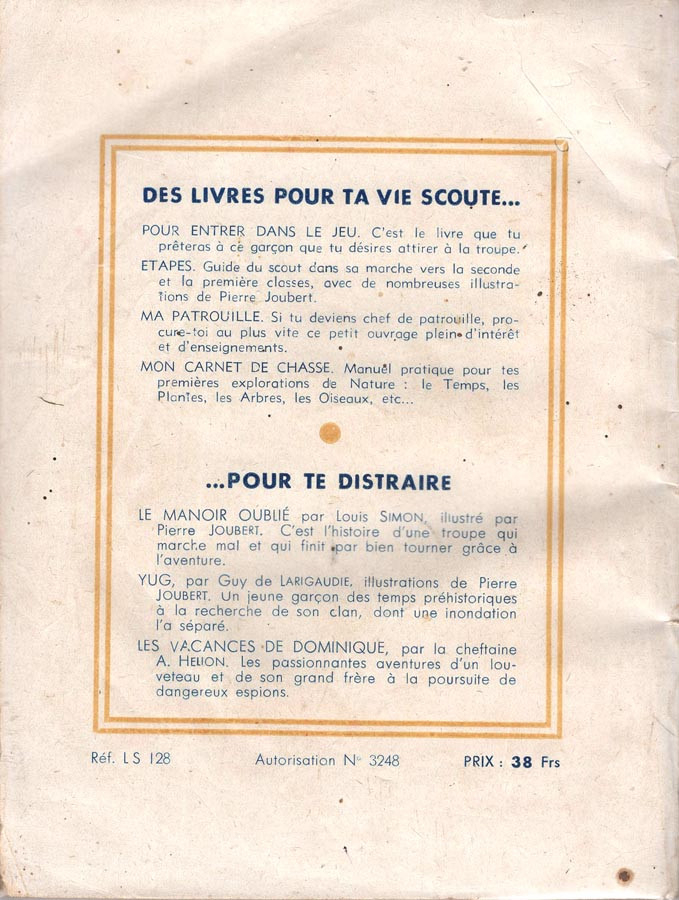 DES LIVRES POUR TA VIE SCOUTE...
POUR ENTRER DANS LE JEU. C'est le livre que tu
prêteras à ce garçon que tu désires attirer à la troupe.
ETAPES. Guide du scout dans sa marche vers la seconde
et la première classes, avec de nombreuses illustra-
tions de Pierre Joubert.
MA PATROUILLE. Si tu deviens chef de patrouille, pro-
cure-toi au plus vite ce petit ouvrage plein d'intérêt
et d'enseignements.
MON CARNET DE CHASSE. Manuel pratique pour tes
premières explorations de Nature : le Temps, les
Plantes, les Arbres, les Oiseaux, etc...
...POUR TE DISTRAIRE
LE MANOIR OUBLIÉ par Louis SIMON, illustré par
Pierre JOUBERT. C'est l'histoire d'une troupe qui
marche mal et qui finit par bien tourner grâce à
l'aventure.
YUG, par Guy de LARIGAUDIE, illustrations de Pierre
JOUBERT. Un jeune garçon des temps préhistoriques
à la recherche de son clan, dont une inondation
l'a séparé.
LES VACANCES DE DOMINIQUE, par la cheftaine
A. HELION. Les passionnantes aventures d'un lou-
veteau et de son grand frère à la poursuite de
dangereux espions.
Réf. LS 128 Autorisation N° 3248 PRIX : 38 Frs